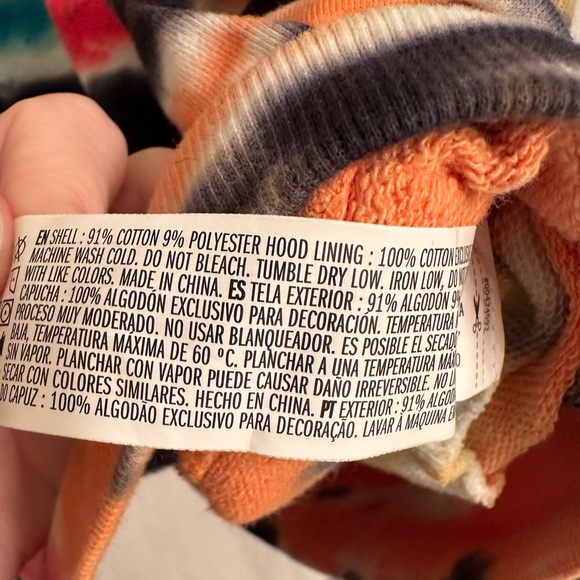 EN SHELL : 91% COTTON 9% POLYESTER HOOD LINING : 100% COTTON
MACHINE WASH COLD. DO NOT BLEACH. TUMBLE DRY LOW. IRON LOW, DO
WITH LIKE COLORS. MADE IN CHINA. ES TELA EXTERIOR : 91% ALGODÓN 9%
CAPUCHA : 100% ALGODÓN EXCLUSIVO PARA DECORACIÓN. TEMPERATURA
PROCESO MUY MODERADO. NO USAR BLANQUEADOR. ES POSIBLE EL
BAJA, TEMPERATURA MÁXIMA DE 60 ºC. PLANCHAR A UNA TEMPERATURA
SIN VAPOR. PLANCHAR CON VAPOR PUEDE CAUSAR DAÑO IRREVERSIBLE. NO
SECAR CON COLORES SIMILARES. HECHO EN CHINA. PT EXTERIOR : 91%
DO CAPUZ : 100% ALGODÃO EXCLUSIVO PARA DECORAÇÃO. LAVAR À MÁQUINA